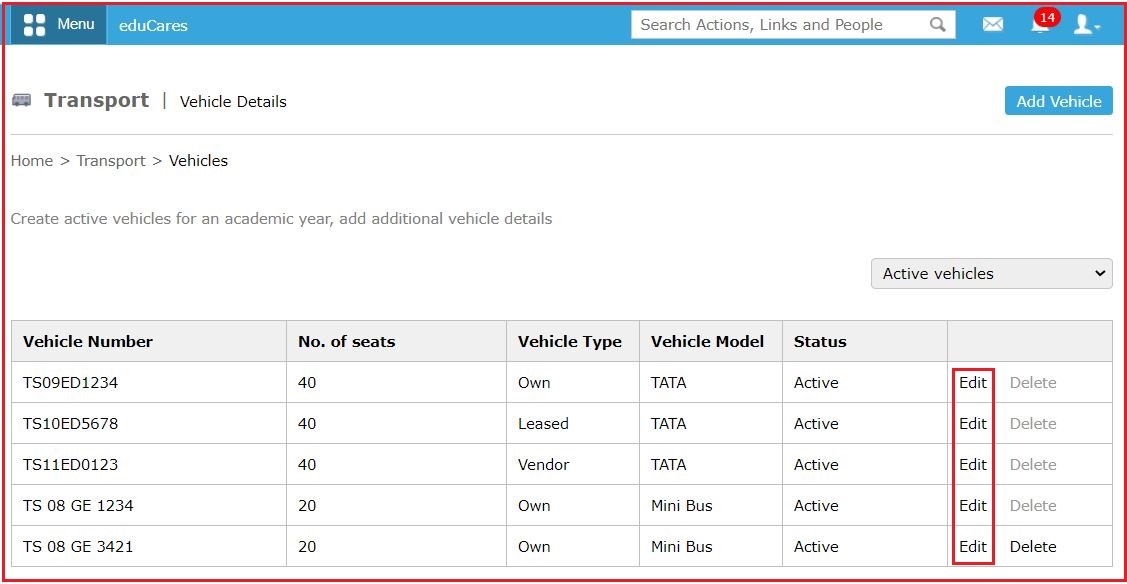 Menu eduCares Search Actions, Links and People 14
Transport | Vehicle Details Add Vehicle
Home > Transport > Vehicles
Create active vehicles for an academic year, add additional vehicle details
Active vehicles
Vehicle Number No. of seats Vehicle Type Vehicle Model Status
TS09ED1234 40 Own TATA Active Edit Delete
TS10ED5678 40 Leased TATA Active Edit Delete
TS11ED0123 40 Vendor TATA Active Edit Delete
TS 08 GE 1234 20 Own Mini Bus Active Edit Delete
TS 08 GE 3421 20 Own Mini Bus Active Edit Delete